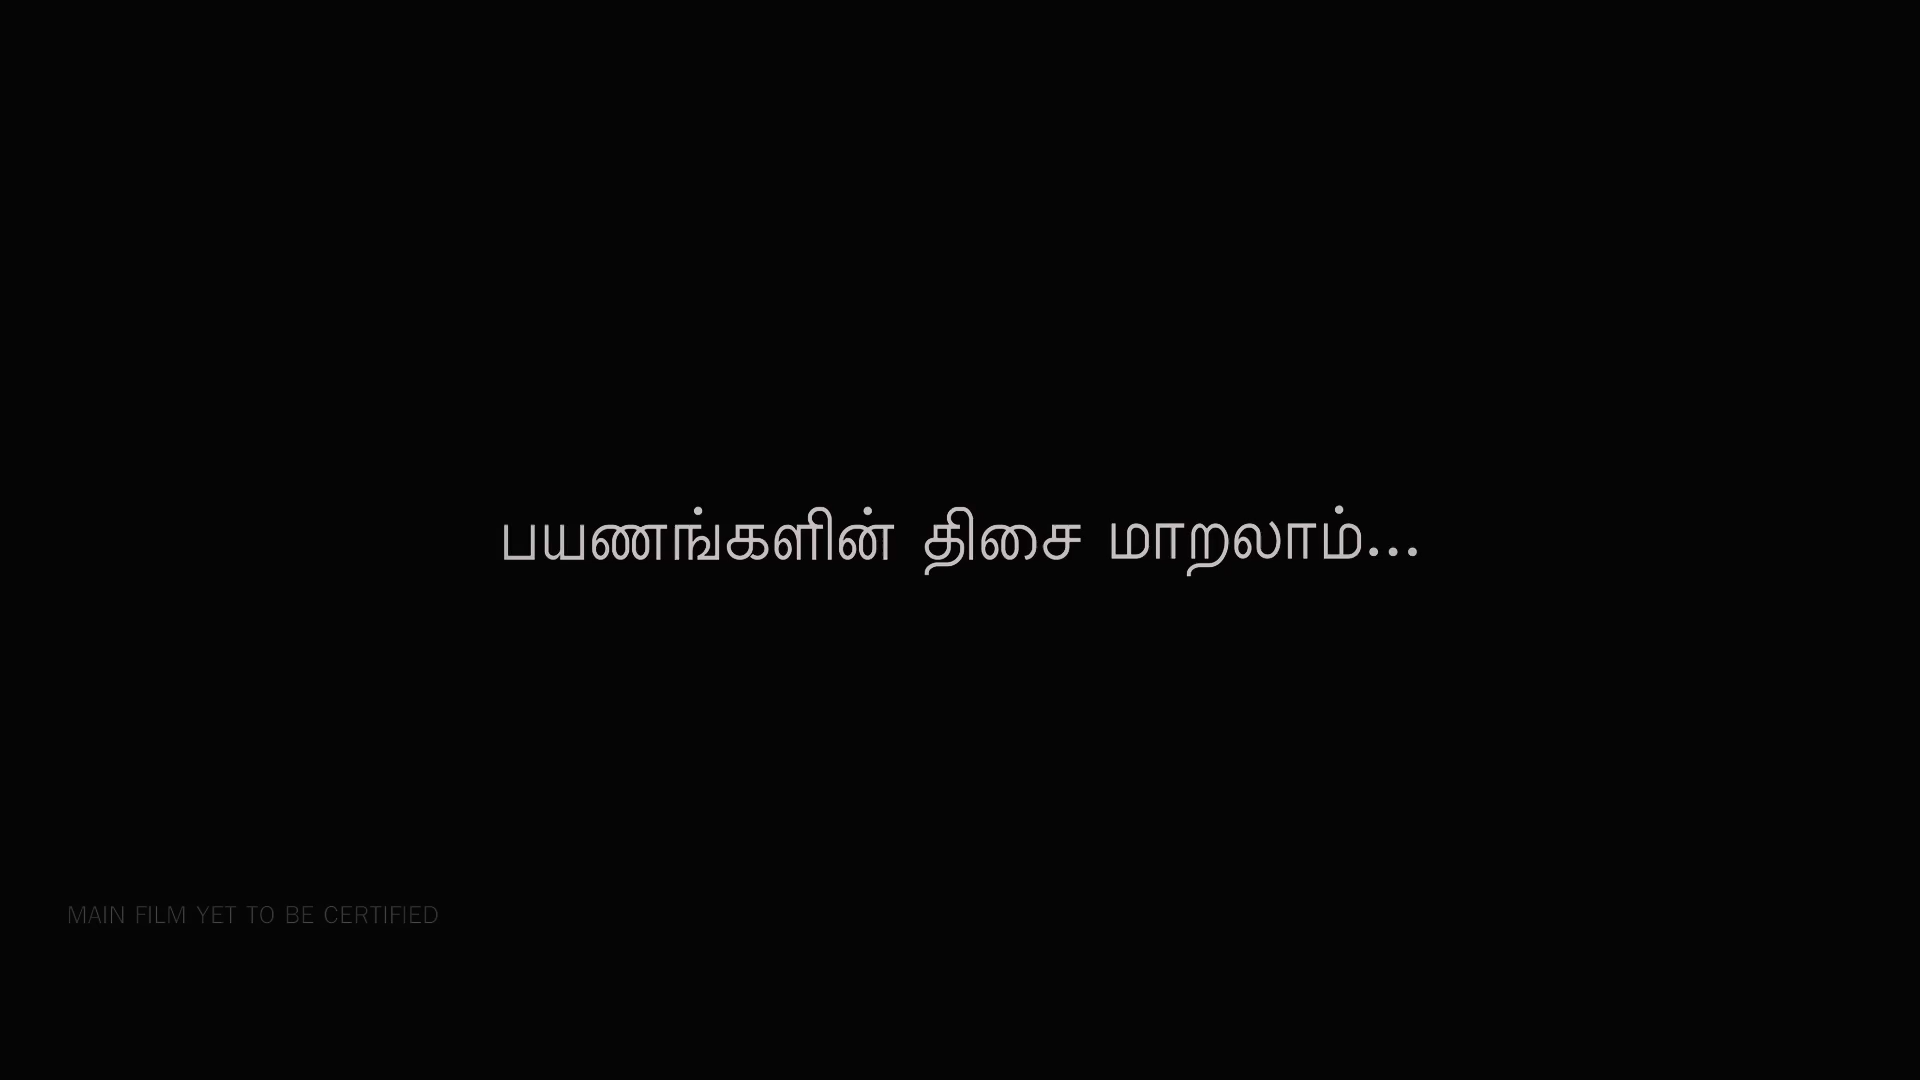 பயணங்களின் திசை மாறலாம்...
MAIN FILM YET TO BE CERTIFIED